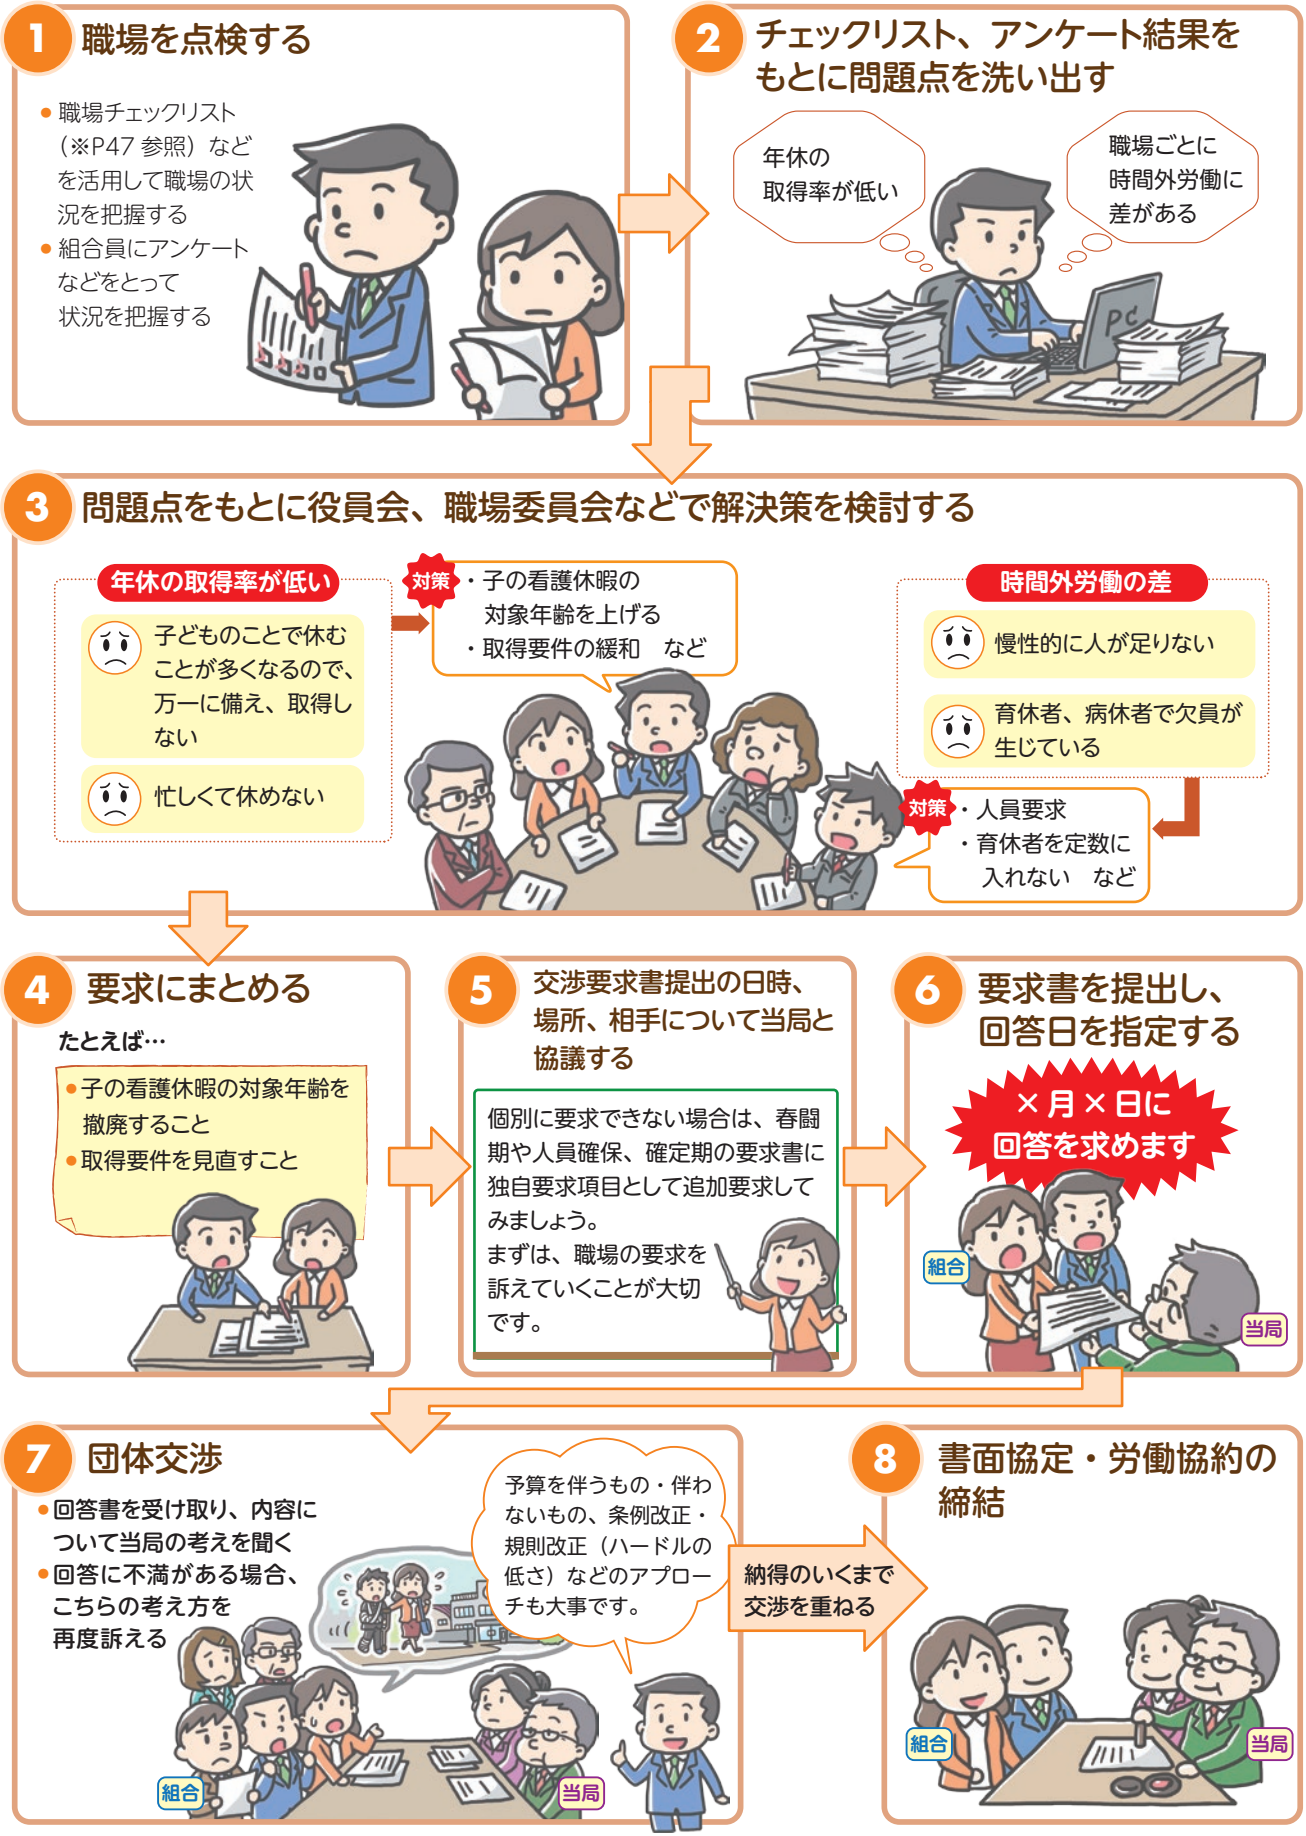 1 職場を点検する
● 職場チェックリスト
（※P47 参照）など
を活用して職場の状
況を把握する
● 組合員にアンケート
などをとって
状況を把握する
2 チェックリスト、アンケート結果を
もとに問題点を洗い出す
年休の
取得率が低い
職場ごとに
時間外労働に
差がある
PC
3 問題点をもとに役員会、職場委員会などで解決策を検討する
年休の取得率が低い
子どものことで休む
ことが多くなるので、
万一に備え、取得し
ない
忙しくて休めない
対策
・子の看護休暇の
対象年齢を上げる
・取得要件の緩和　など
時間外労働の差
慢性的に人が足りない
育休者、病休者で欠員が
生じている
対策
・人員要求
・育休者を定数に
入れない　など
4 要求にまとめる
たとえば…
●子の看護休暇の対象年齢を
撤廃すること
●取得要件を見直すこと
5 交渉要求書提出の日時、
場所、相手について当局と
協議する
個別に要求できない場合は、春闘
期や人員確保、確定期の要求書に
独自要求項目として追加要求して
みましょう。
まずは、職場の要求を
訴えていくことが大切
です。
6 要求書を提出し、
回答日を指定する
×月×日に
回答を求めます
組合
当局
7 団体交渉
●回答書を受け取り、内容に
ついて当局の考えを聞く
●回答に不満がある場合、
こちらの考え方を
再度訴える
予算を伴うもの・伴わ
ないもの、条例改正・
規則改正（ハードルの
低さ）などのアプロー
チも大事です。
組合
当局
納得のいくまで
交渉を重ねる
8 書面協定・労働協約の
締結
組合
当局